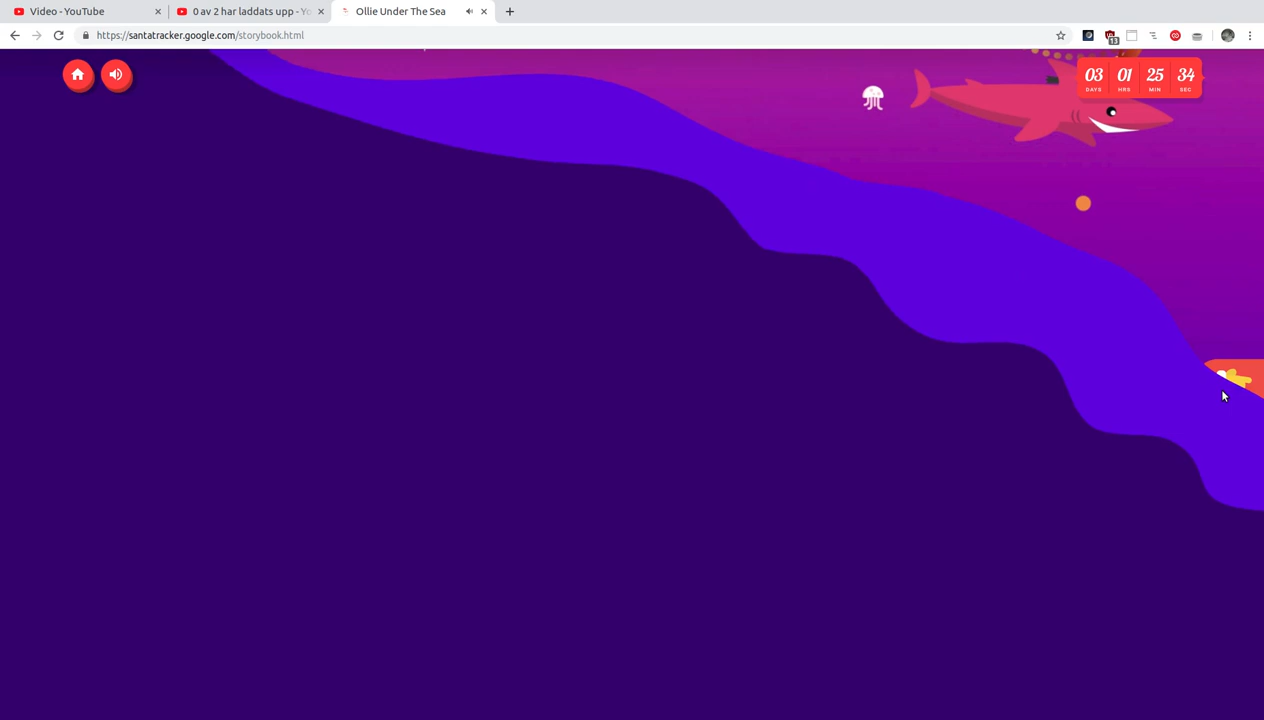 Video - YouTube
0 av 2 har laddats upp - Yo
Ollie Under The Sea
https://santatracker.google.com/storybook.html
13
03 01 25 34
DAYS HRS MIN SEC